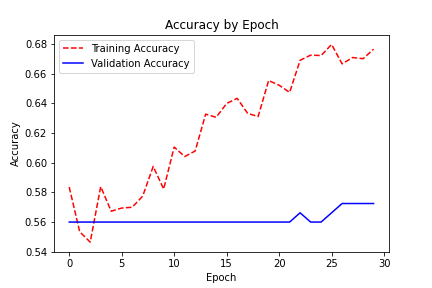 Accuracy by Epoch
Training Accuracy
Validation Accuracy
Accuracy
0.68
0.66
0.64
0.62
0.60
0.58
0.56
0.54
0 5 10 15 20 25 30
Epoch